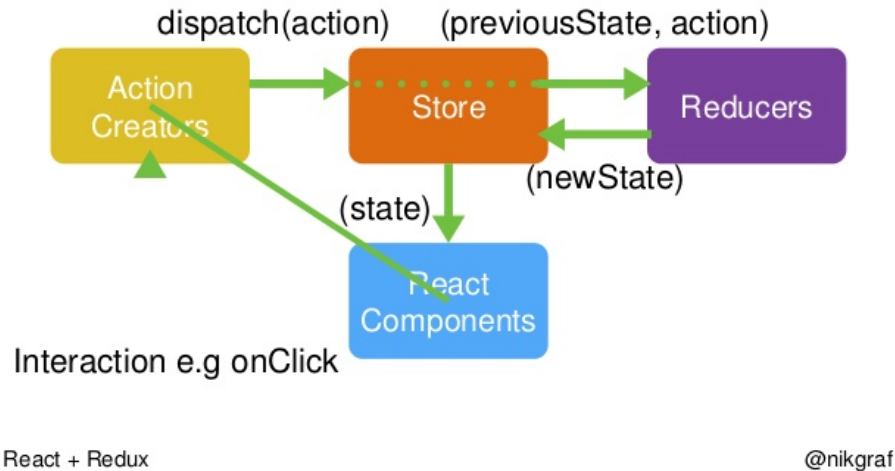 dispatch(action)
(previousState, action)
Action
Creators
Store
Reducers
(newState)
(state)
React
Components
Interaction e.g onClick
React + Redux
@nikgraf